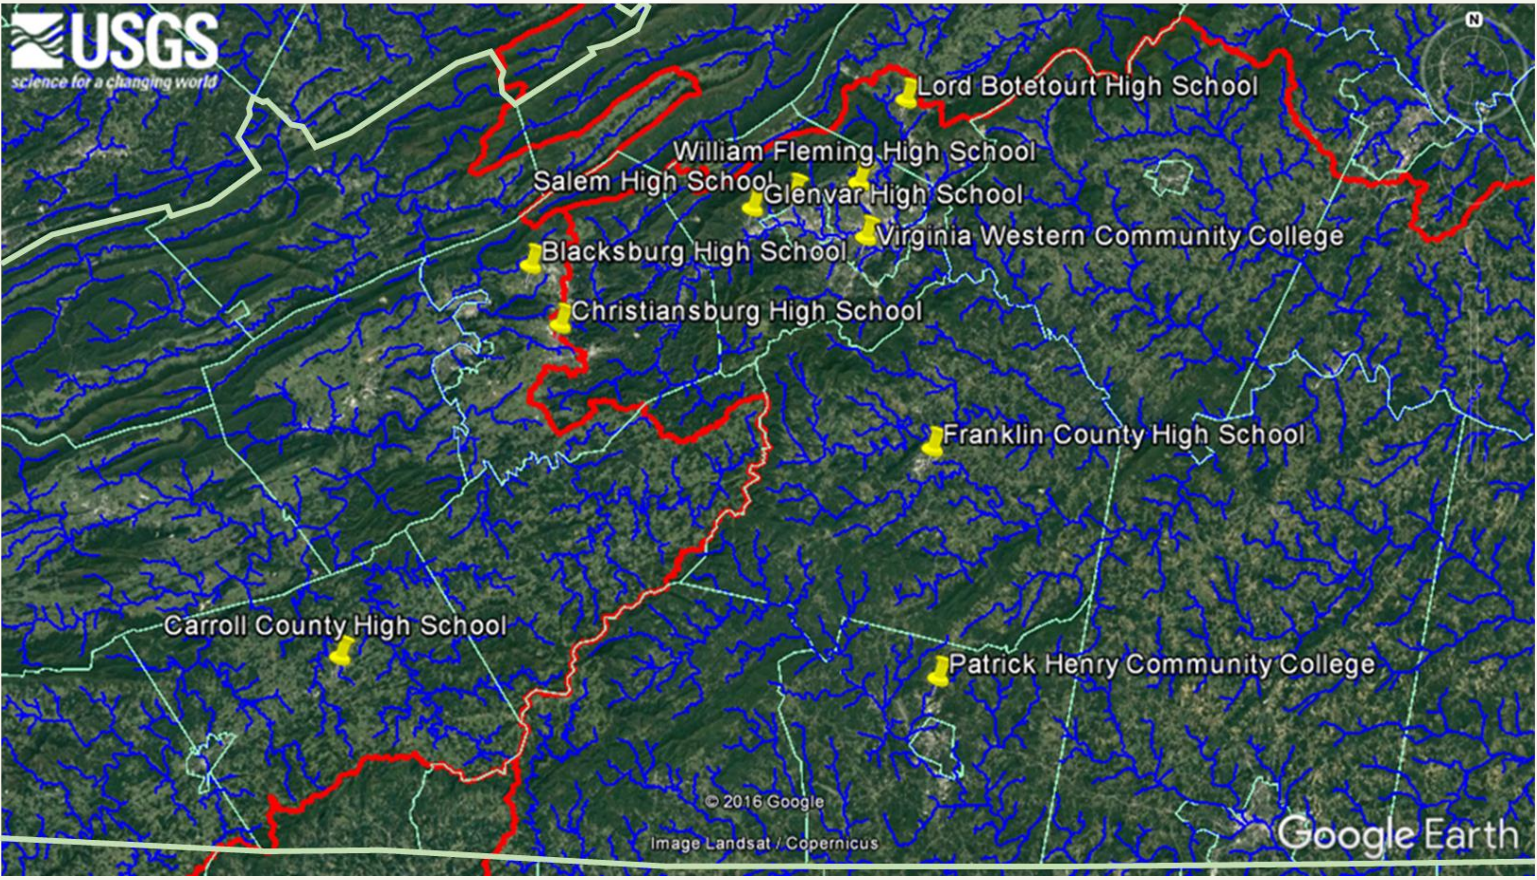 USGS
science for a changing world
N
Lord Botetourt High School
William Fleming High School
Salem High School
Glenvar High School
Virginia Western Community College
Blacksburg High School
Christiansburg High School
Franklin County High School
Carroll County High School
Patrick Henry Community College
© 2016 Google
Image Landsat / Copernicus
Google Earth